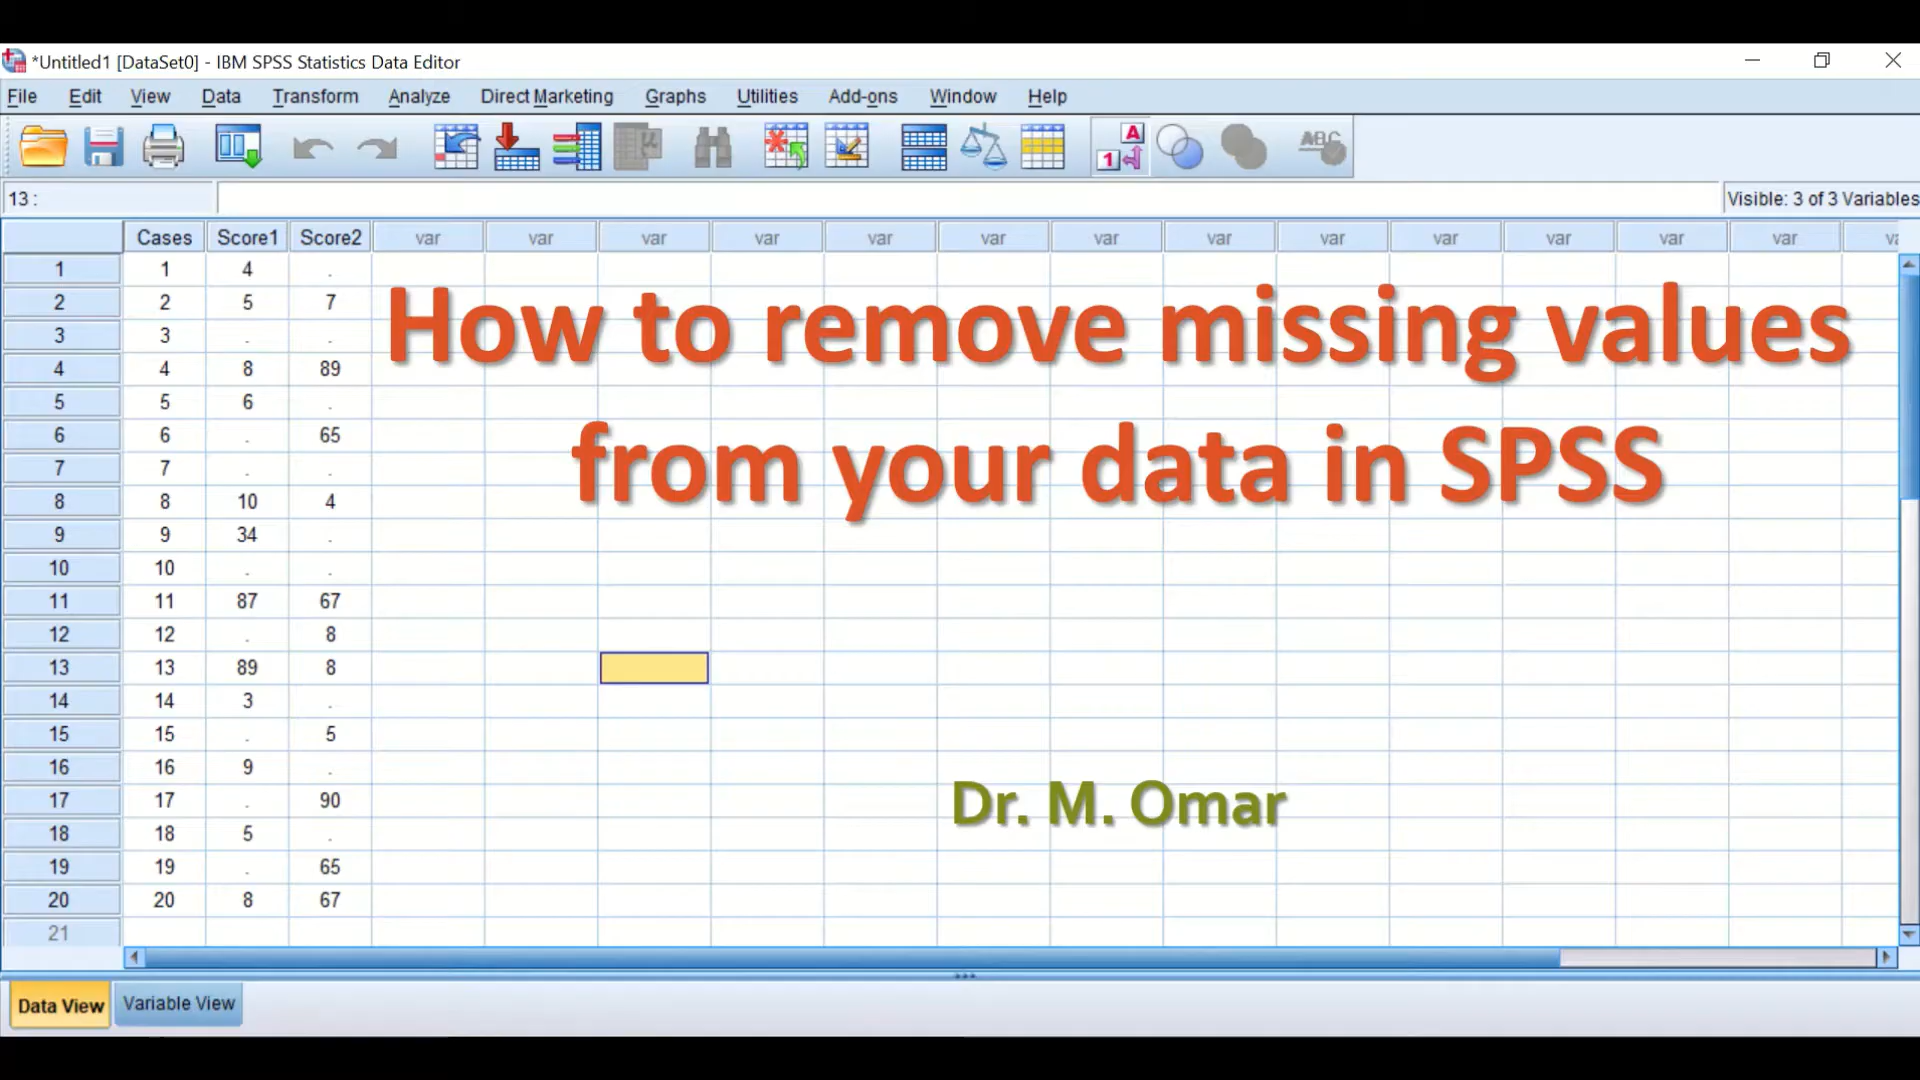 *Untitled1 [DataSet0] - IBM SPSS Statistics Data Editor
File Edit View Data Transform Analyze Direct Marketing Graphs Utilities Add-ons Window Help
A
1
ABC
13 :
Visible: 3 of 3 Variables
Cases Score1 Score2 var var var var var var var var var var var var var
1 1 4 .
2 2 5 7
3 3 . .
4 4 8 89
5 5 6 .
6 6 . 65
7 7 . .
8 8 10 4
9 9 34 .
10 10 . .
11 11 87 67
12 12 . 8
13 13 89 8
14 14 3 .
15 15 . 5
16 16 9 .
17 17 . 90
18 18 5 .
19 19 . 65
20 20 8 67
21
How to remove missing values
from your data in SPSS
Dr. M. Omar
Data View Variable View